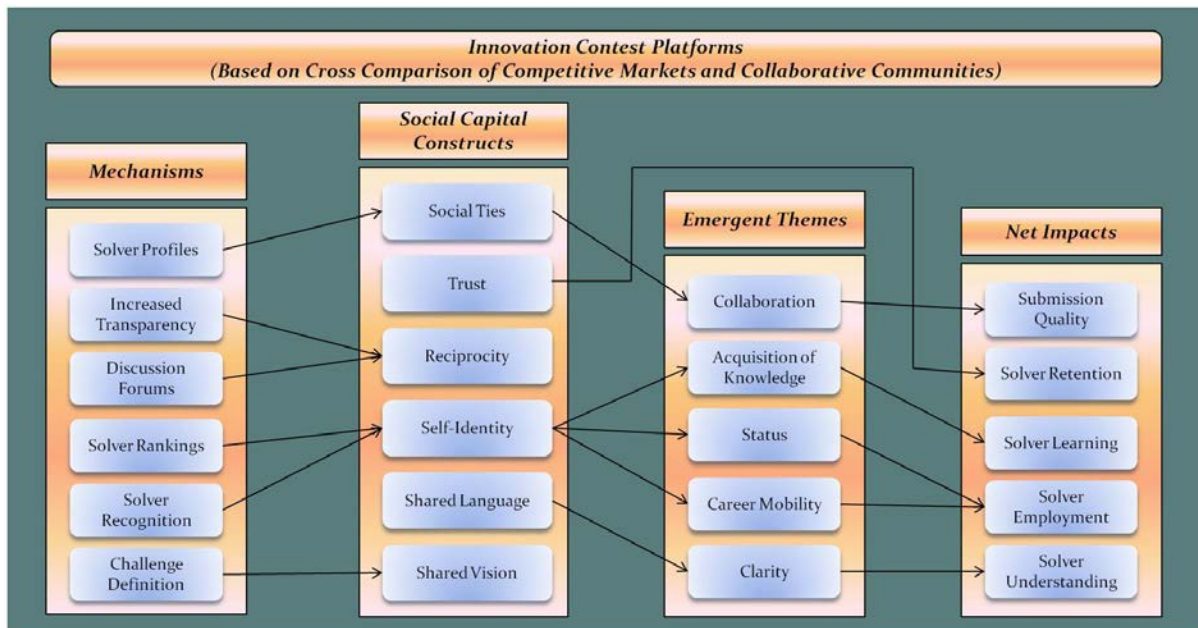 Innovation Contest Platforms
(Based on Cross Comparison of Competitive Markets and Collaborative Communities)
Mechanisms
Solver Profiles
Increased
Transparency
Discussion
Forums
Solver Rankings
Solver
Recognition
Challenge
Definition
Social Capital
Constructs
Social Ties
Trust
Reciprocity
Self-Identity
Shared Language
Shared Vision
Emergent Themes
Collaboration
Acquisition of
Knowledge
Status
Career Mobility
Clarity
Net Impacts
Submission
Quality
Solver Retention
Solver Learning
Solver
Employment
Solver
Understanding